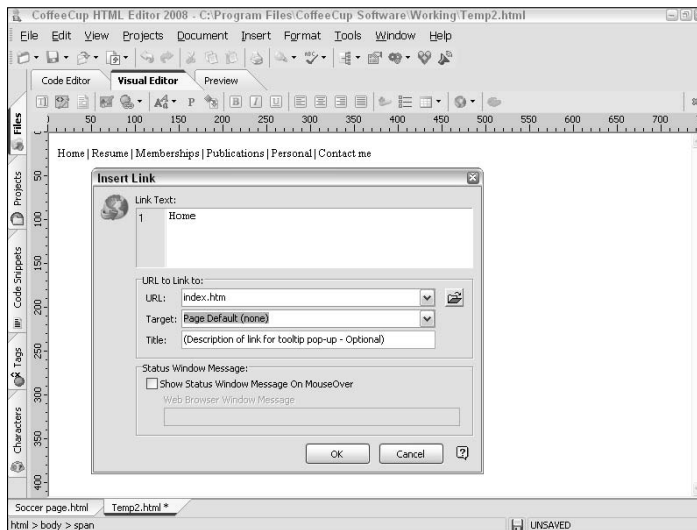 CoffeeCup HTML Editor 2008 - C:\Program Files\CoffeeCup Software\Working\Temp2.html
File Edit View Projects Document Insert Format Tools Window Help
Code Editor Visual Editor Preview
50 100 150 200 250 300 350 400 450 500 550 600 650 700
Home | Resume | Memberships | Publications | Personal | Contact me
Files
Projects
Code Snippets
Tags
Characters
50
100
150
200
250
300
350
400
Insert Link
Link Text:
1 Home
URL to Link to:
URL: index.htm
Target: Page Default (none)
Title: (Description of link for tooltip pop-up - Optional)
Status Window Message:
Show Status Window Message On MouseOver
Web Browser Window Message
OK Cancel
Soccer page.html Temp2.html *
html > body > span UNSAVED